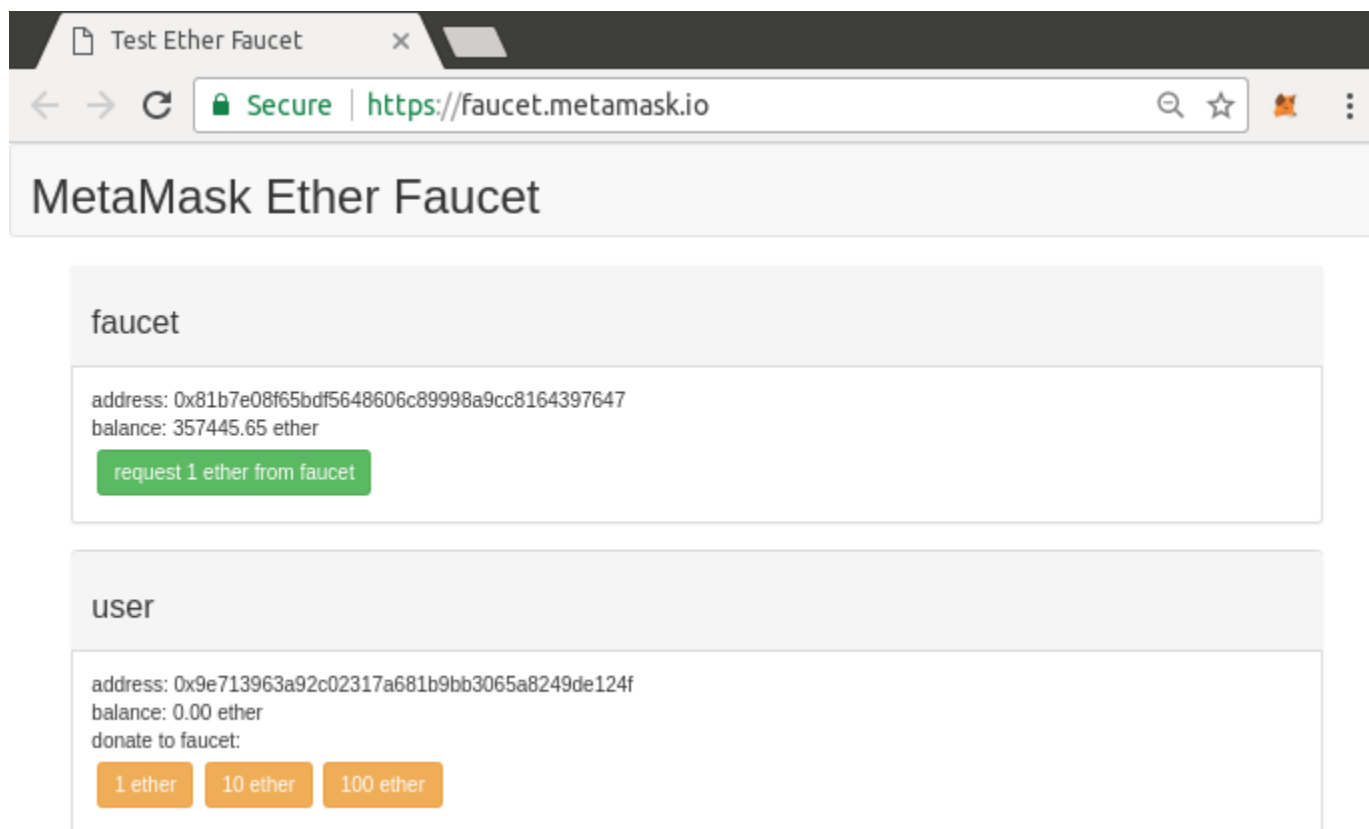 Test Ether Faucet
Secure | https://faucet.metamask.io
MetaMask Ether Faucet
faucet
address: 0x81b7e08f65bdf5648606c89998a9cc8164397647
balance: 357445.65 ether
request 1 ether from faucet
user
address: 0x9e713963a92c02317a681b9bb3065a8249de124f
balance: 0.00 ether
donate to faucet:
1 ether 10 ether 100 ether